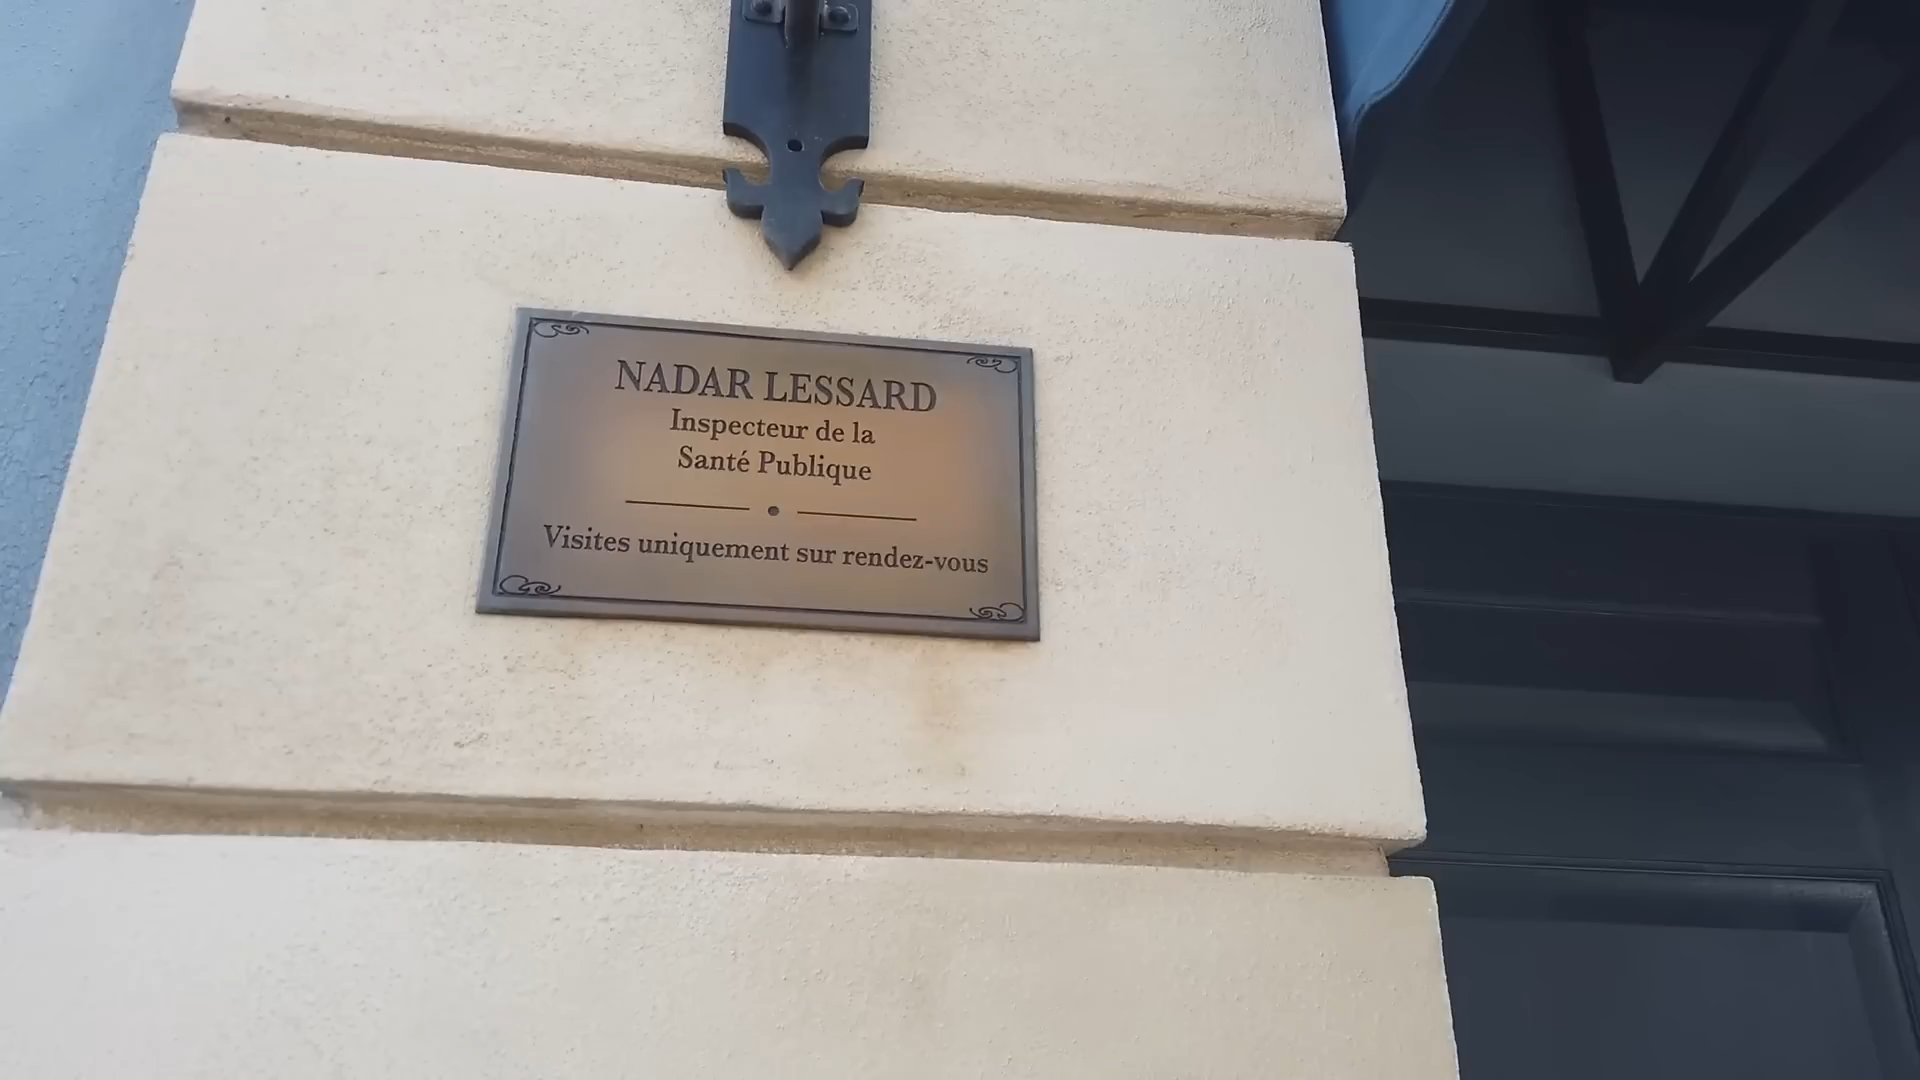 NADAR LESSARD
Inspecteur de la
Santé Publique
Visites uniquement sur rendez-vous